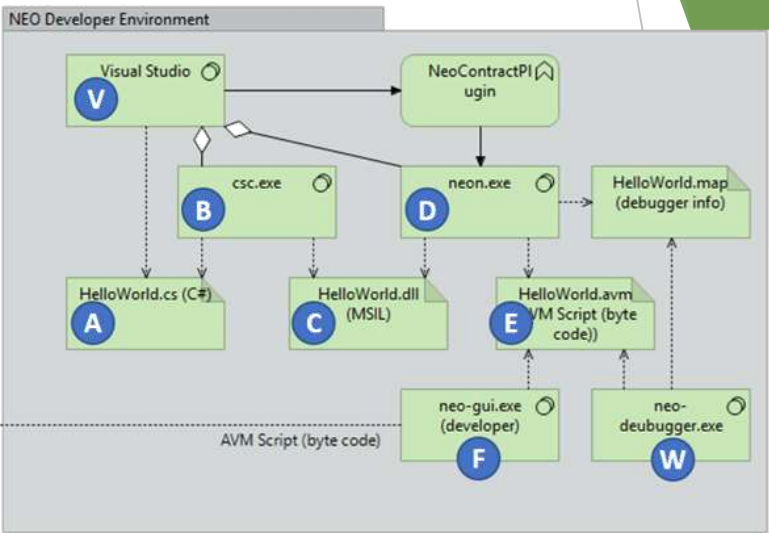 NEO Developer Environment
Visual Studio
V
NeoContractPl
ugin
csc.exe
B
neon.exe
D
HelloWorld.map
(debugger info)
HelloWorld.cs (C#)
A
HelloWorld.dll
(MSIL)
C
HelloWorld.avm
VM Script (byte
code))
E
neo-gui.exe
(developer)
F
neo-
deubugger.exe
W
AVM Script (byte code)